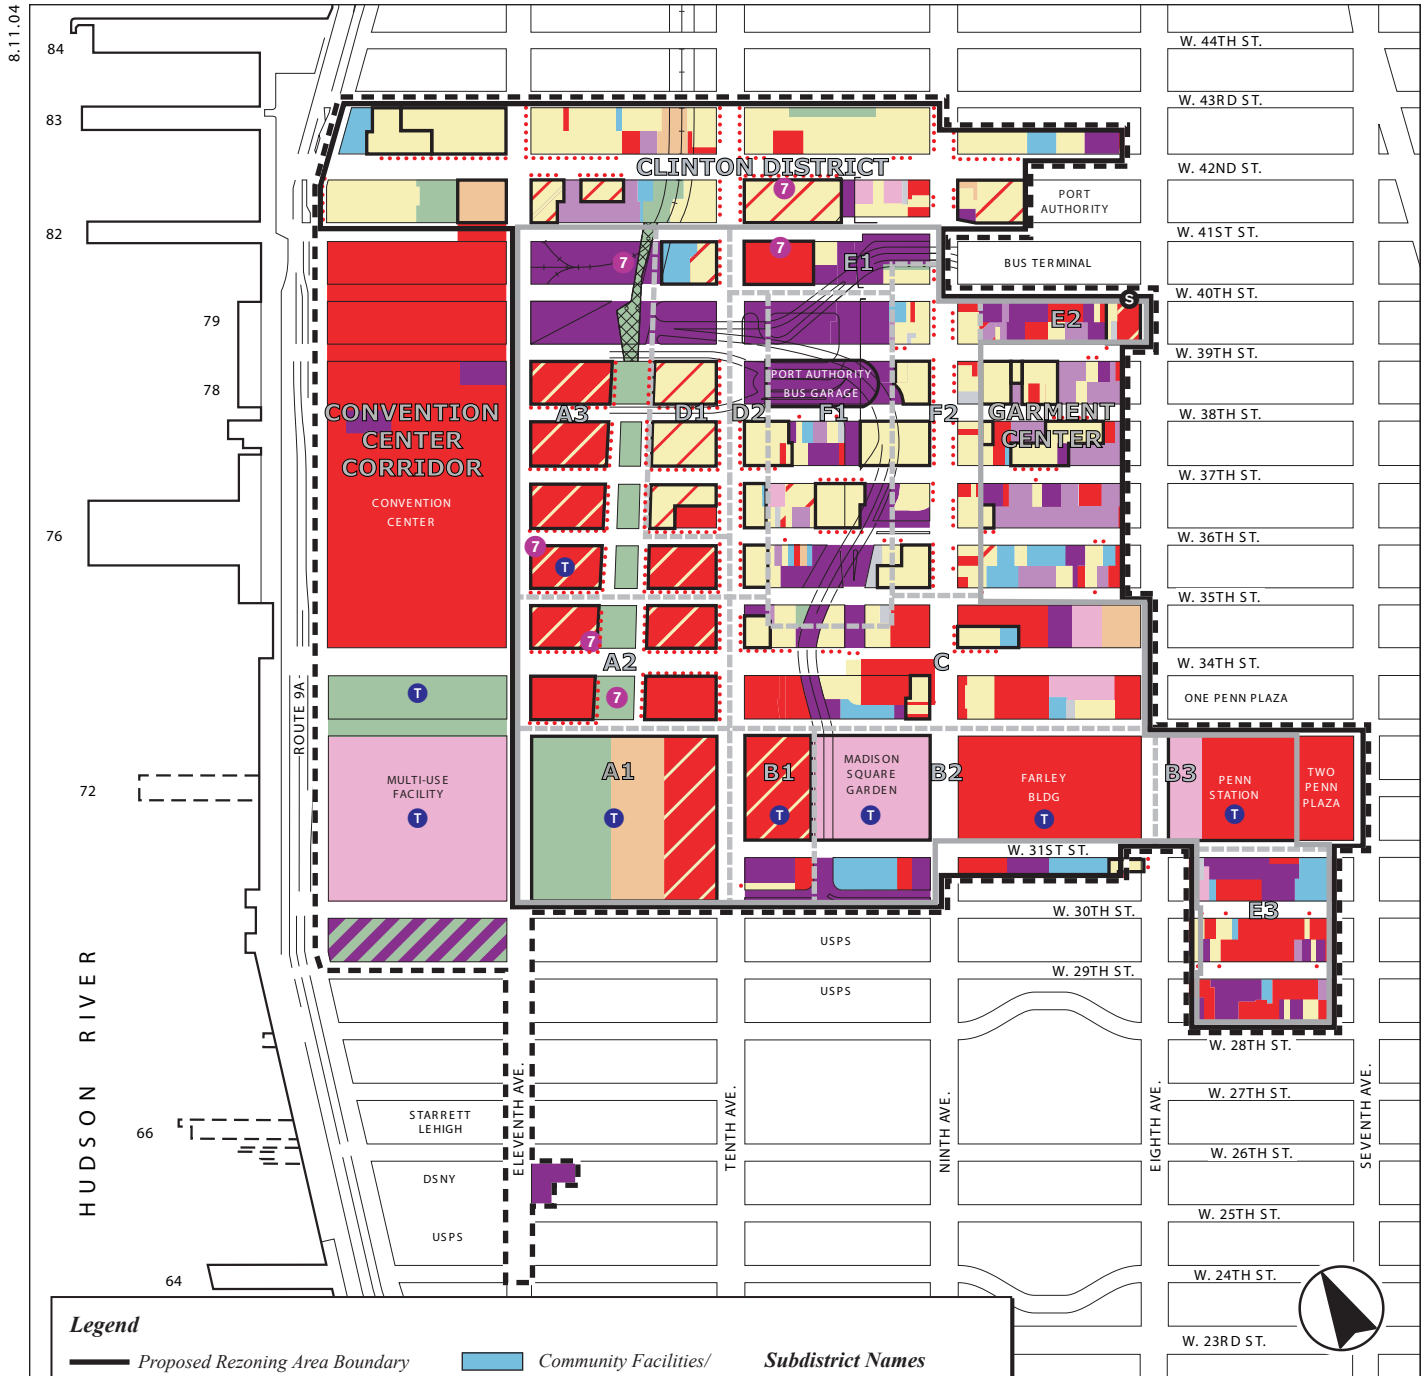 8.11.04
84
W. 44TH ST.
83
W. 43RD ST.
CLINTON DISTRICT
W. 42ND ST.
7
PORT
AUTHORITY
82
W. 41ST ST.
7
7
E1
BUS TERMINAL
W. 40TH ST.
S
79
E2
W. 39TH ST.
78
PORT AUTHORITY
BUS GARAGE
CONVENTION
CENTER
CORRIDOR
A3
D1
D2
F1
F2
GARMENT
CENTER
W. 38TH ST.
W. 37TH ST.
CONVENTION
CENTER
76
7
T
W. 36TH ST.
W. 35TH ST.
7
A2
C
W. 34TH ST.
T
7
ONE PENN PLAZA
ROUTE 9A
72
MULTI-USE
FACILITY
T
A1
T
B1
T
MADISON
SQUARE
GARDEN
T
B2
FARLEY
BLDG
T
B3
PENN
STATION
T
TWO
PENN
PLAZA
W. 31ST ST.
W. 30TH ST.
E3
USPS
W. 29TH ST.
USPS
HUDSON RIVER
W. 28TH ST.
W. 27TH ST.
ELEVENTH AVE.
TENTH AVE.
NINTH AVE.
EIGHTH AVE.
SEVENTH AVE.
66
STARRETT
LEHIGH
W. 26TH ST.
DSNY
W. 25TH ST.
USPS
64
W. 24TH ST.
W. 23RD ST.
Legend
Proposed Rezoning Area Boundary
Community Facilities/
Subdistrict Names